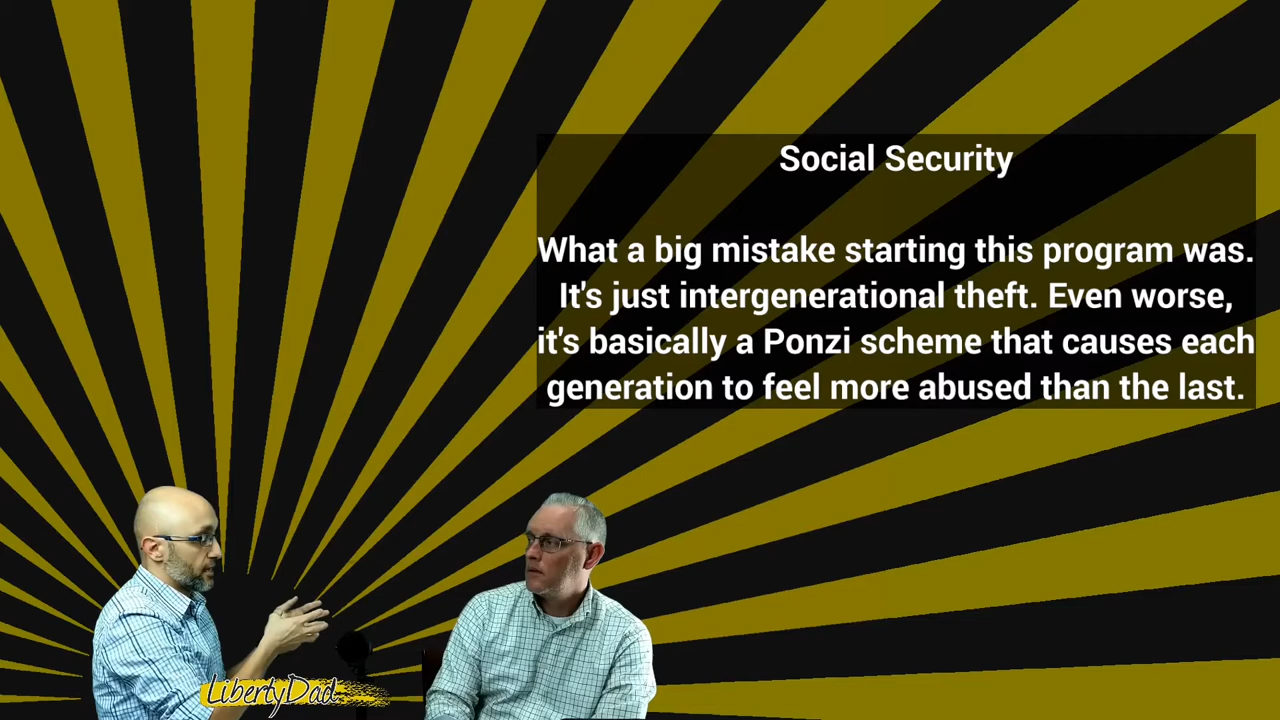 Social Security
What a big mistake starting this program was.
It's just intergenerational theft. Even worse,
it's basically a Ponzi scheme that causes each
generation to feel more abused than the last.
LibertyDad